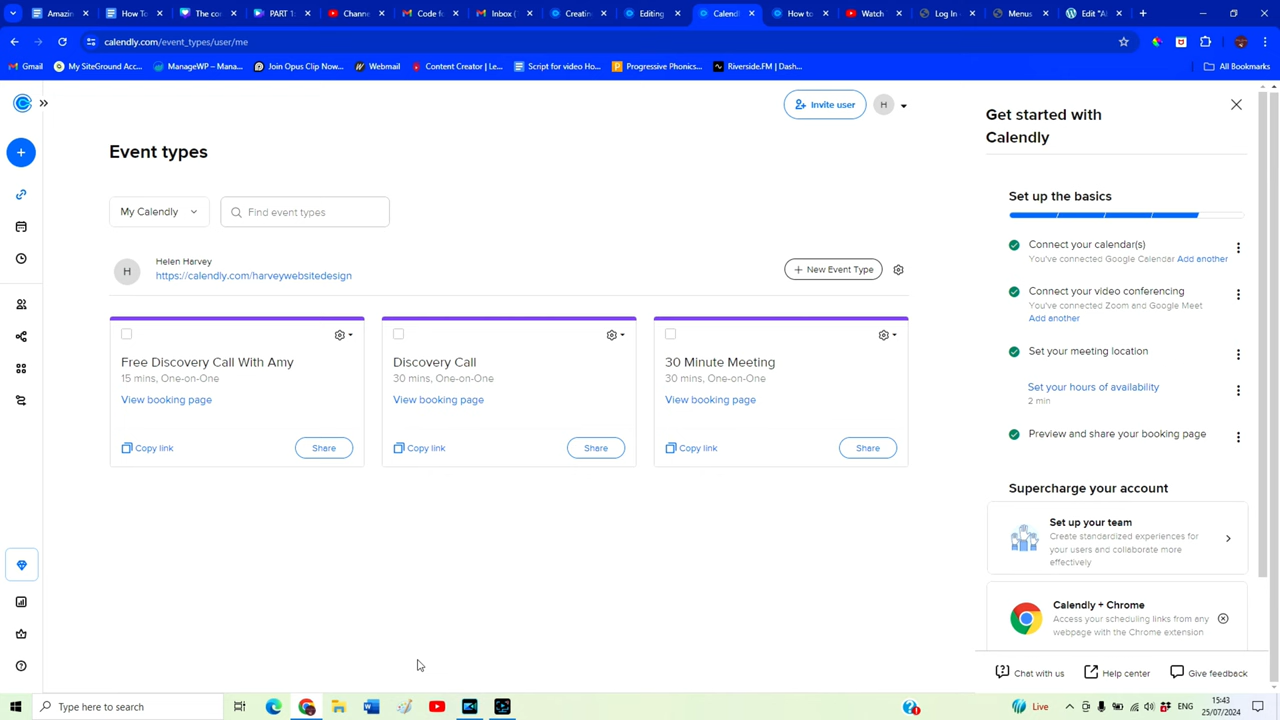 Amazin
How To
The co
PART 1:
Channe
Code fo
Inbox (
Creatin
Editing
Calendly
How to
Watch
Log In
Menus
Edit "A
calendly.com/event_types/user/me
Gmail
My SiteGround Acc...
ManageWP – Mana...
Join Opus Clip Now...
Webmail
Content Creator | Le...
Script for video Ho...
Progressive Phonics...
Riverside.FM | Dash...
All Bookmarks
Invite user
H
Get started with
Calendly
Event types
Set up the basics
My Calendly
Find event types
Connect your calendar(s)
You've connected Google Calendar Add another
H
Helen Harvey
https://calendly.com/harveywebsitedesign
+ New Event Type
Connect your video conferencing
You've connected Zoom and Google Meet
Add another
Free Discovery Call With Amy
15 mins, One-on-One
View booking page
Copy link
Share
Discovery Call
30 mins, One-on-One
View booking page
Copy link
Share
30 Minute Meeting
30 mins, One-on-One
View booking page
Copy link
Share
Set your meeting location
Set your hours of availability
2 min
Preview and share your booking page
Supercharge your account
Set up your team
Create standardized experiences for
your users and collaborate more
effectively
Calendly + Chrome
Access your scheduling links from any
webpage with the Chrome extension
Chat with us
Help center
Give feedback
Type here to search
Live
ENG
15:43
25/07/2024